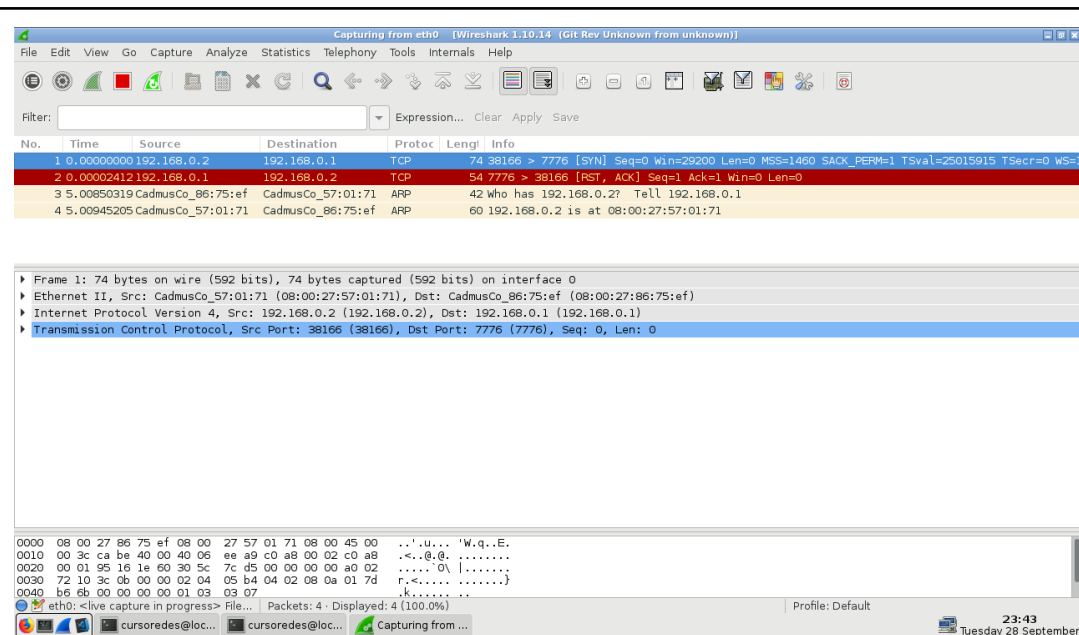 Capturing from eth0 [Wireshark 1.10.14 (Git Rev Unknown from unknown)]
File Edit View Go Capture Analyze Statistics Telephony Tools Internals Help
Filter: Expression... Clear Apply Save
No. Time Source Destination Protoc Lengt Info
1 0.00000000 192.168.0.2 192.168.0.1 TCP 74 38166 > 7776 [SYN] Seq=0 Win=29200 Len=0 MSS=1460 SACK_PERM=1 TSval=25015915 TSecr=0 WS=1
2 0.00002412 192.168.0.1 192.168.0.2 TCP 54 7776 > 38166 [RST, ACK] Seq=1 Ack=1 Win=0 Len=0
3 5.00850319 CadmusCo_86:75:ef CadmusCo_57:01:71 ARP 42 Who has 192.168.0.2? Tell 192.168.0.1
4 5.00945205 CadmusCo_57:01:71 CadmusCo_86:75:ef ARP 60 192.168.0.2 is at 08:00:27:57:01:71
Frame 1: 74 bytes on wire (592 bits), 74 bytes captured (592 bits) on interface 0
Ethernet II, Src: CadmusCo_57:01:71 (08:00:27:57:01:71), Dst: CadmusCo_86:75:ef (08:00:27:86:75:ef)
Internet Protocol Version 4, Src: 192.168.0.2 (192.168.0.2), Dst: 192.168.0.1 (192.168.0.1)
Transmission Control Protocol, Src Port: 38166 (38166), Dst Port: 7776 (7776), Seq: 0, Len: 0
0000 08 00 27 86 75 ef 08 00 27 57 01 71 08 00 45 00 ..'.u... 'W.q..E.
0010 00 3c ca be 40 00 40 06 ee a9 c0 a8 00 02 c0 a8 .<..@.@. ........
0020 00 01 95 16 1e 60 30 5c 7c d5 00 00 00 00 a0 02 .....`0\ |.......
0030 72 10 3c 0b 00 00 02 04 05 b4 04 02 08 0a 01 7d r.<..... .......}
0040 b6 6b 00 00 00 00 01 03 03 07 .k...... ..
eth0: <live capture in progress> File... Packets: 4 · Displayed: 4 (100.0%) Profile: Default
cursoredes@loc... cursoredes@loc... Capturing from ... 23:43
Tuesday 28 September